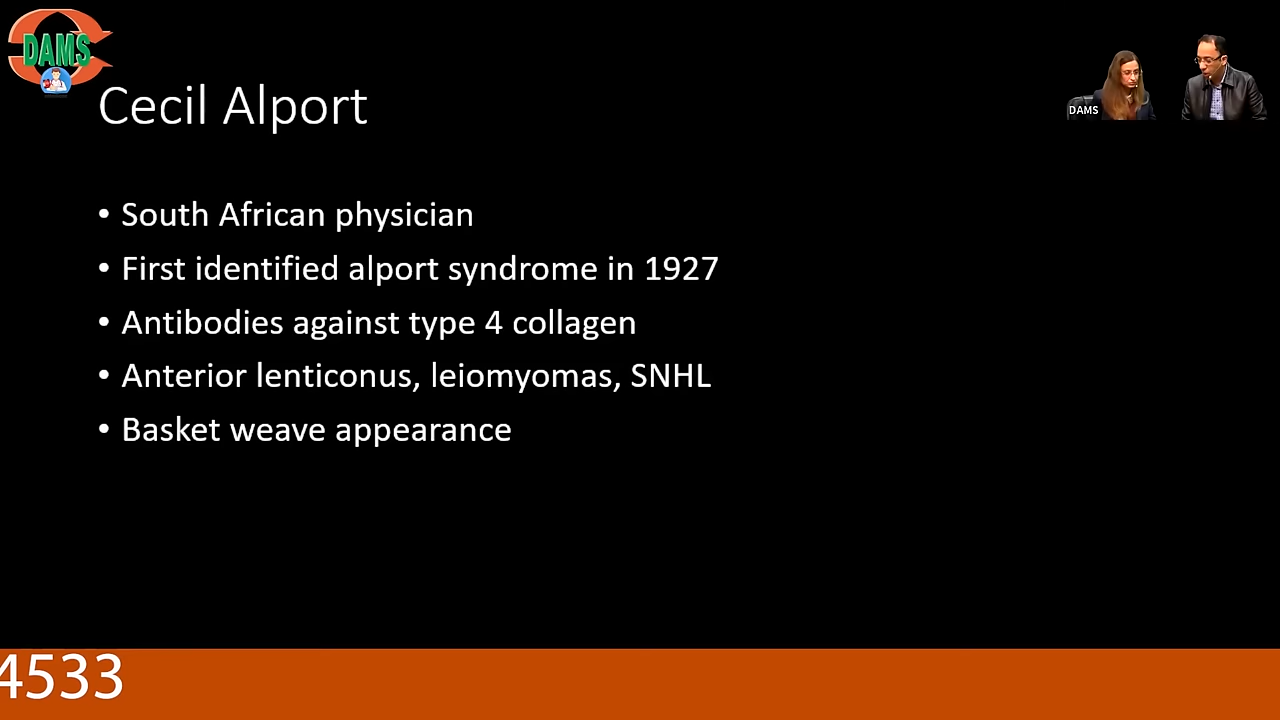 DAMS
Cecil Alport
DAMS
• South African physician
• First identified alport syndrome in 1927
• Antibodies against type 4 collagen
• Anterior lenticonus, leiomyomas, SNHL
• Basket weave appearance
4533